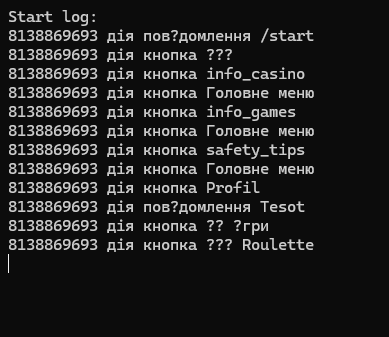 Start log:
8138869693 дія пов?домлення /start
8138869693 дія кнопка ???
8138869693 дія кнопка info_casino
8138869693 дія кнопка Головне меню
8138869693 дія кнопка info_games
8138869693 дія кнопка Головне меню
8138869693 дія кнопка safety_tips
8138869693 дія кнопка Головне меню
8138869693 дія кнопка Profil
8138869693 дія пов?домлення Tesot
8138869693 дія кнопка ?? ?гри
8138869693 дія кнопка ??? Roulette